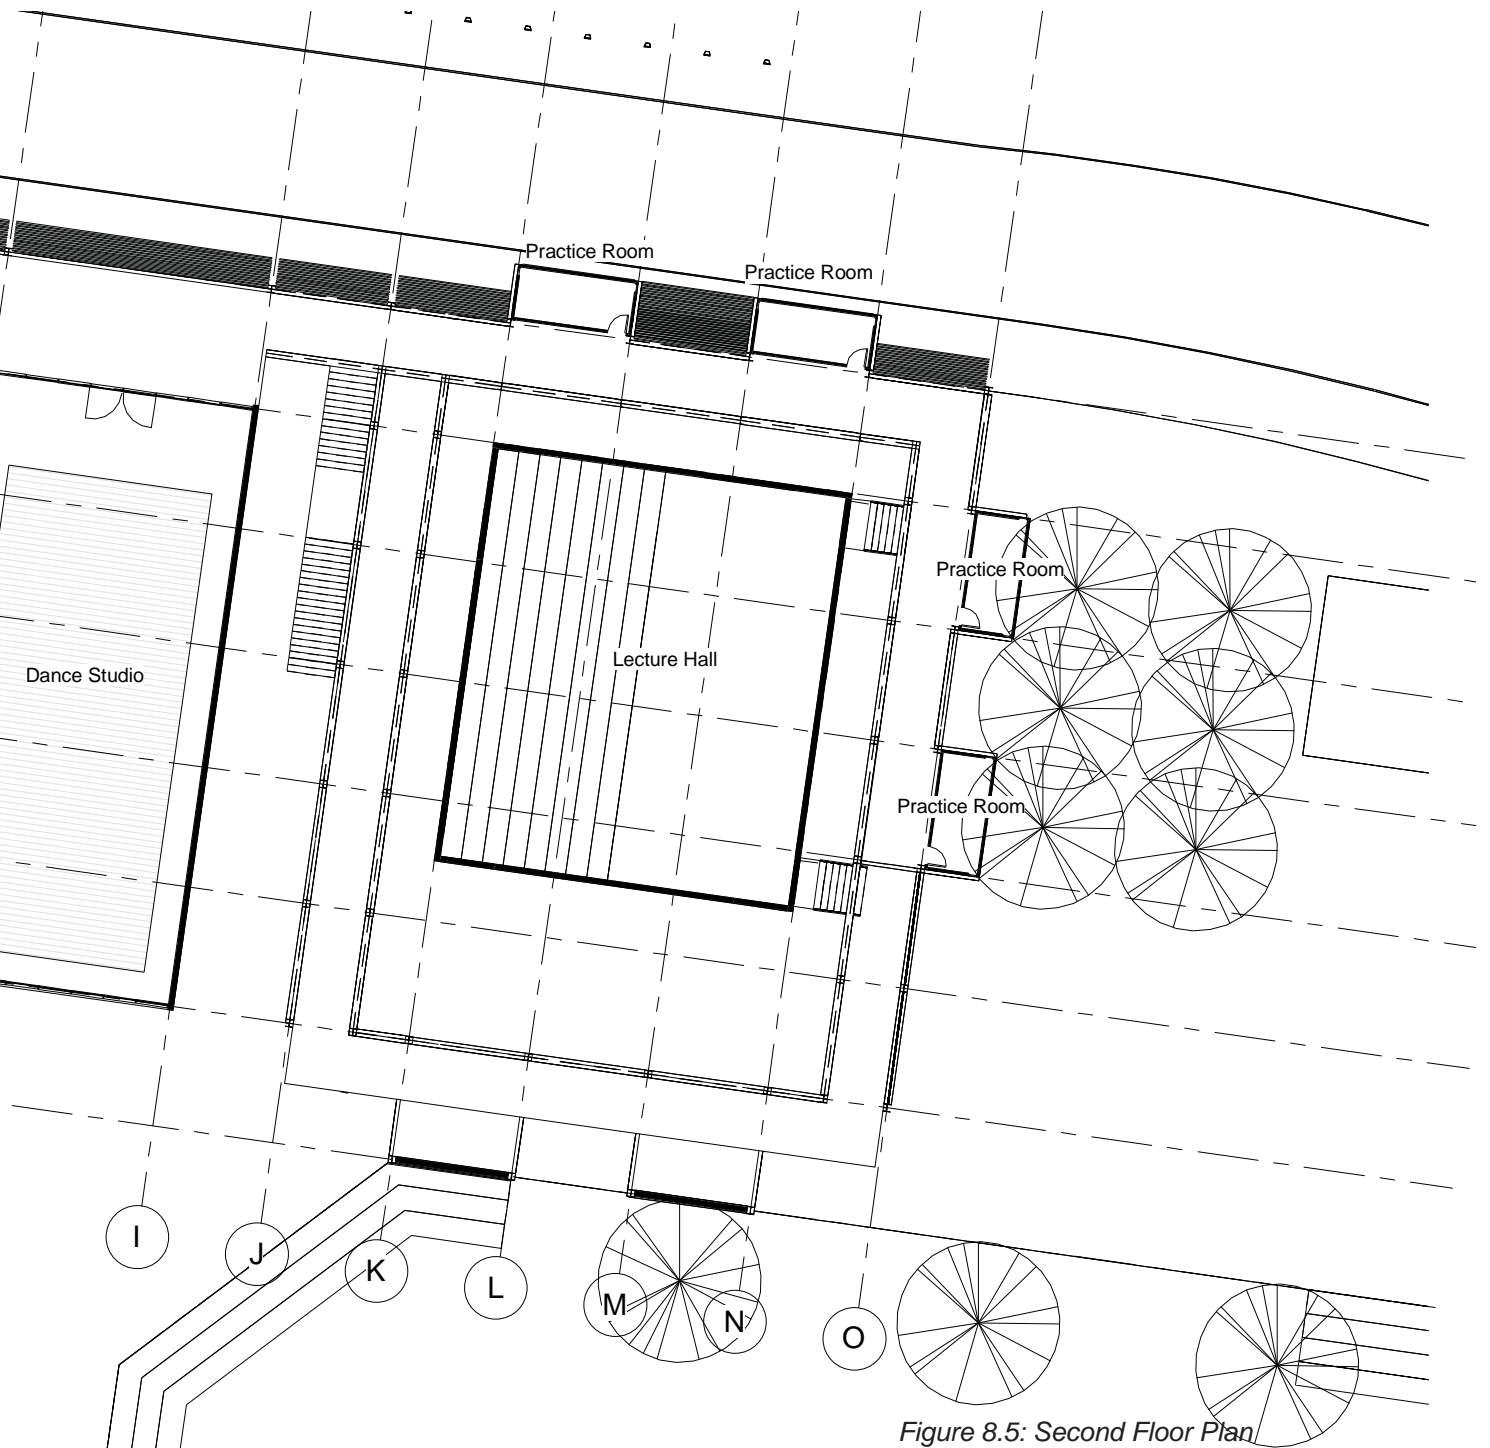 Practice Room
Practice Room
Practice Room
Lecture Hall
Dance Studio
Practice Room
I
J
K
L
M
N
O
Figure 8.5: Second Floor Plan